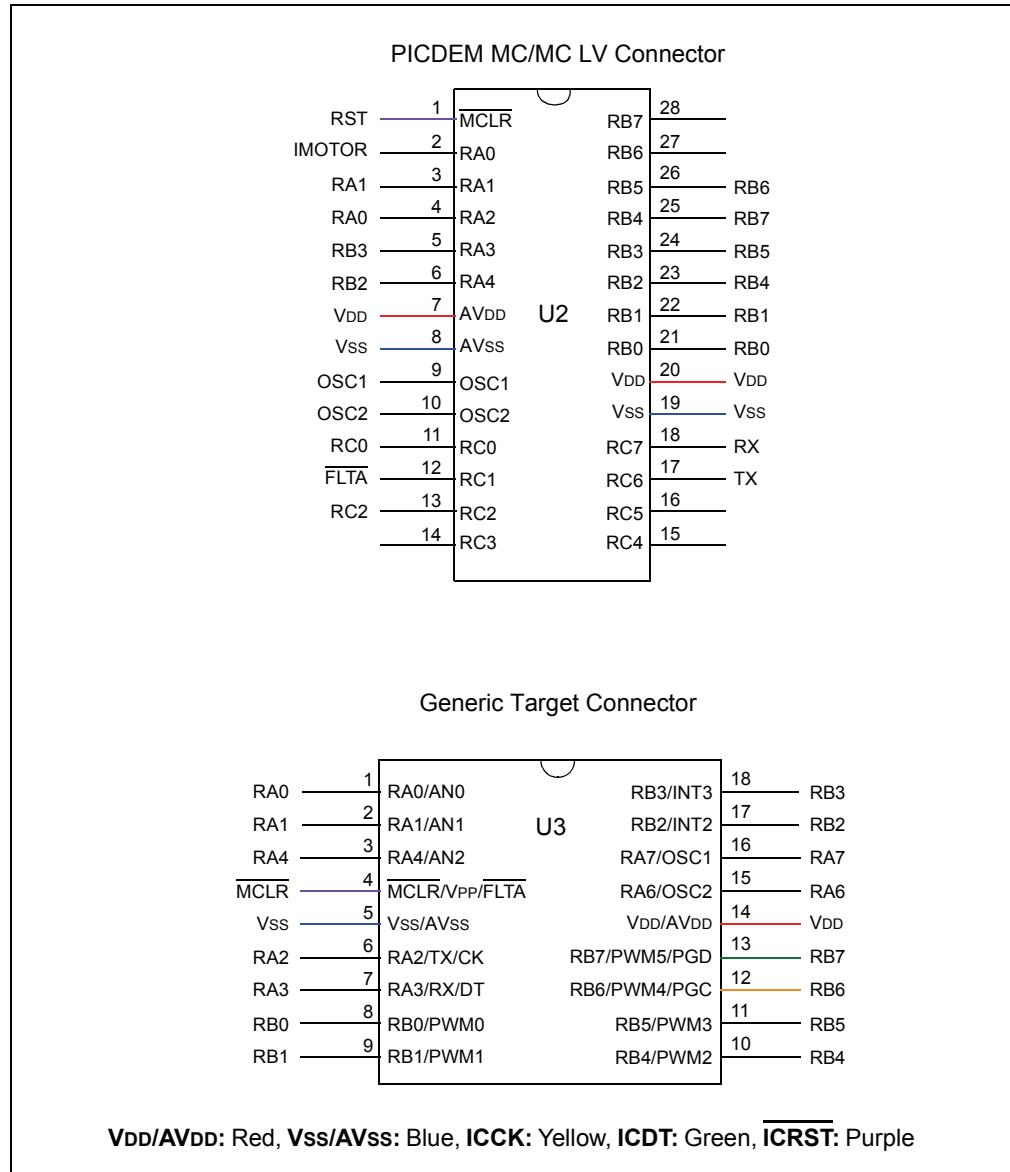 PICDEM MC/MC LV Connector
RST 1 MCLR RB7 28
IMOTOR 2 RA0 RB6 27
RA1 3 RA1 RB5 26 RB6
RA0 4 RA2 RB4 25 RB7
RB3 5 RA3 RB3 24 RB5
RB2 6 RA4 RB2 23 RB4
VDD 7 AVDD U2 RB1 22 RB1
VSS 8 AVSS RB0 21 RB0
OSC1 9 OSC1 VDD 20 VDD
OSC2 10 OSC2 VSS 19 VSS
RC0 11 RC0 RC7 18 RX
FLTA 12 RC1 RC6 17 TX
RC2 13 RC2 RC5 16
14 RC3 RC4 15
Generic Target Connector
RA0 1 RA0/AN0 RB3/INT3 18 RB3
RA1 2 RA1/AN1 U3 RB2/INT2 17 RB2
RA4 3 RA4/AN2 RA7/OSC1 16 RA7
MCLR 4 MCLR/VPP/FLTA RA6/OSC2 15 RA6
VSS 5 VSS/AVSS VDD/AVDD 14 VDD
RA2 6 RA2/TX/CK RB7/PWM5/PGD 13 RB7
RA3 7 RA3/RX/DT RB6/PWM4/PGC 12 RB6
RB0 8 RB0/PWM0 RB5/PWM3 11 RB5
RB1 9 RB1/PWM1 RB4/PWM2 10 RB4
VDD/AVDD: Red, VSS/AVSS: Blue, ICCK: Yellow, ICDT: Green, ICRST: Purple